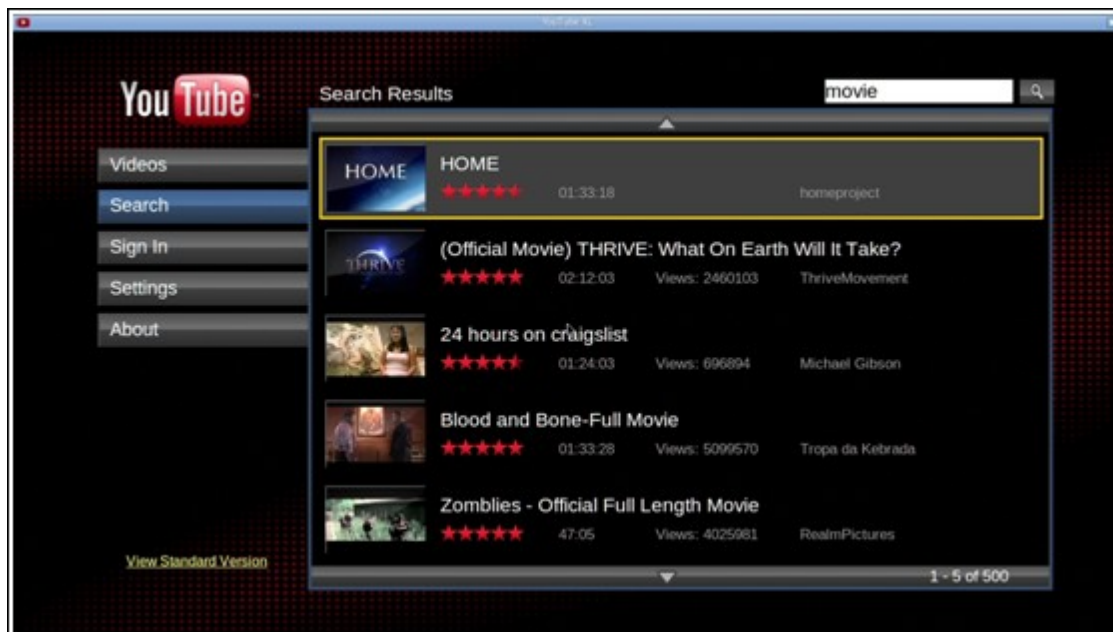 YouTube XL
YouTube
Search Results
movie
Videos
Search
Sign In
Settings
About
View Standard Version
HOME
HOME
01:33:18 homeproject
THRIVE
(Official Movie) THRIVE: What On Earth Will It Take?
02:12:03 Views: 2460103 ThriveMovement
24 hours on craigslist
01:24:03 Views: 696894 Michael Gibson
Blood and Bone-Full Movie
01:33:28 Views: 5099570 Tropa da Kebrada
Zomblies - Official Full Length Movie
47:05 Views: 4025981 RealmPictures
1 - 5 of 500